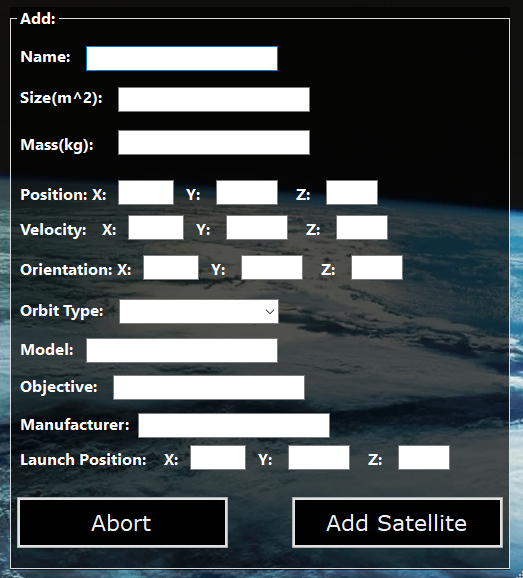 Add:
Name:
Size(m^2):
Mass(kg):
Position: X: Y: Z:
Velocity: X: Y: Z:
Orientation: X: Y: Z:
Orbit Type:
Model:
Objective:
Manufacturer:
Launch Position: X: Y: Z:
Abort Add Satellite